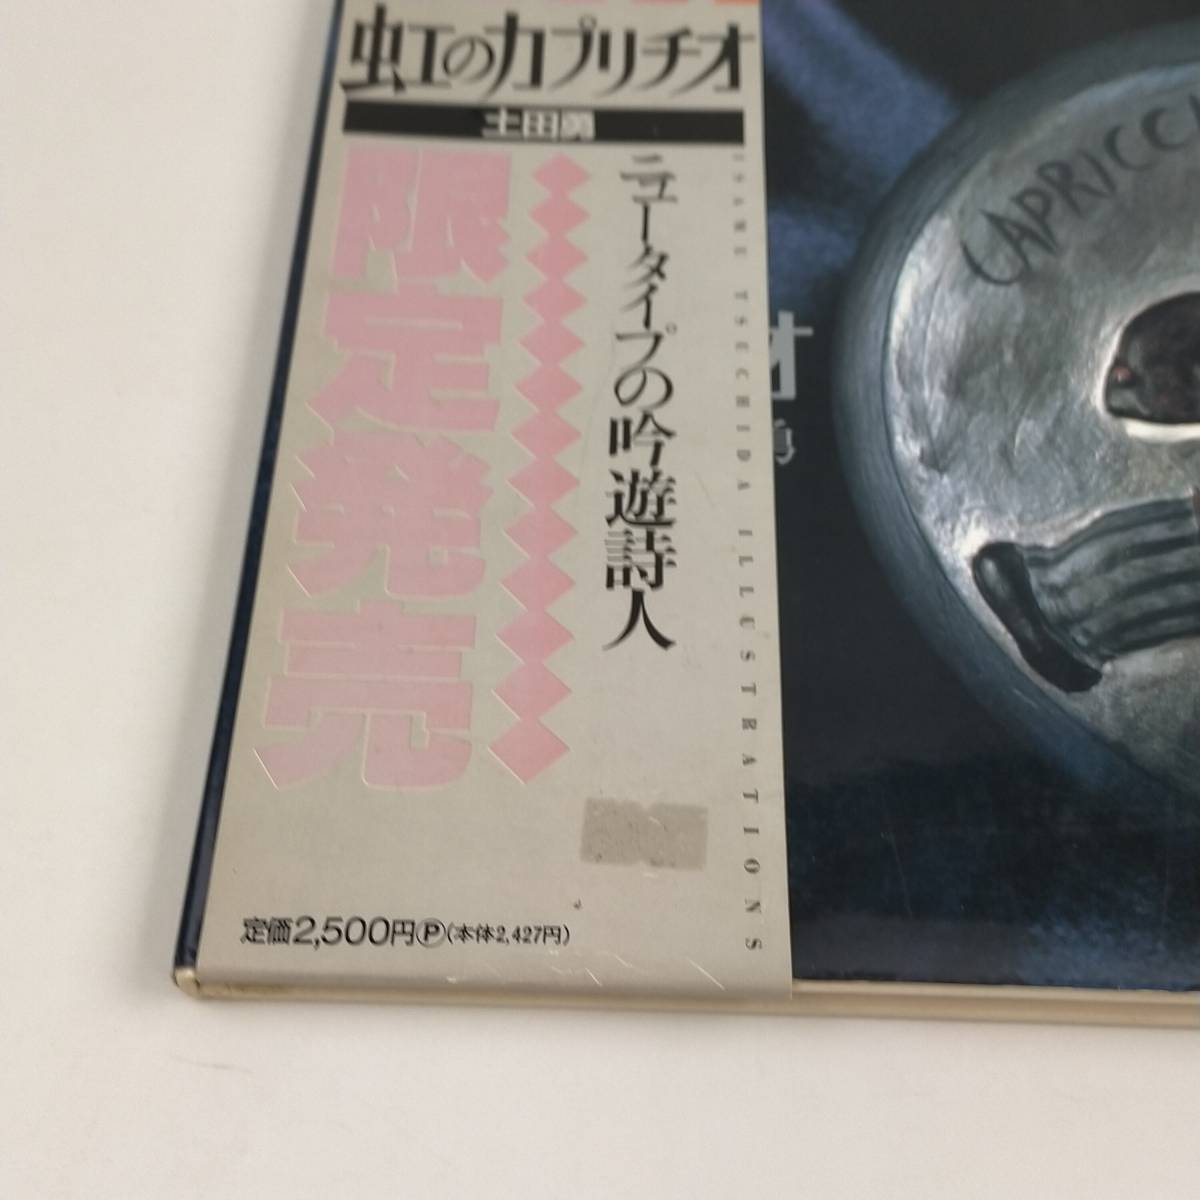 虹のカプリチオ
土田勇
限定発売
ニュータイプの吟遊詩人
ISAMU TSUCHIDA ILLUSTRATIONS
定価2,500円Ⓟ(本体2,427円)
オ
勇